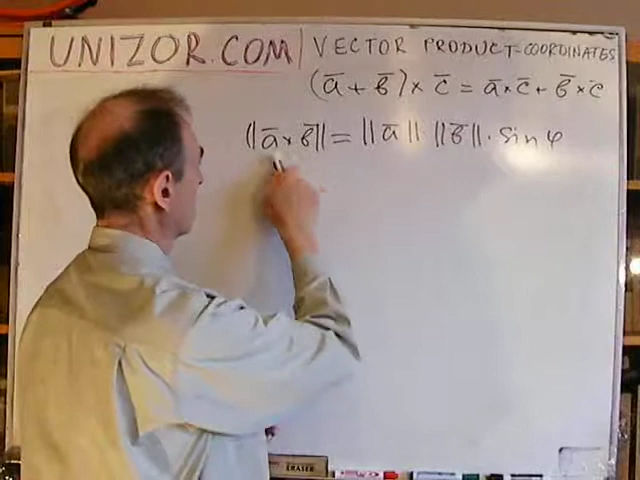 UNIZOR.COM | VECTOR PRODUCT-COORDINATES
(a̅ + b̅) × c̅ = a̅ × c̅ + b̅ × c̅
||a̅ × b̅|| = ||a̅|| · ||b̅|| · sin φ
ERASER